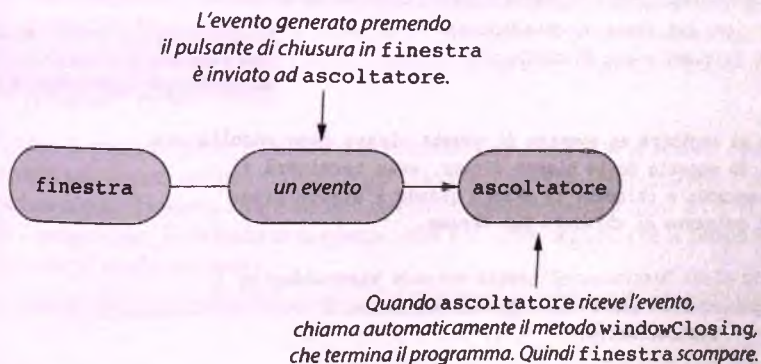 L'evento generato premendo
il pulsante di chiusura in finestra
è inviato ad ascoltatore.
finestra
un evento
ascoltatore
Quando ascoltatore riceve l'evento,
chiama automaticamente il metodo windowClosing,
che termina il programma. Quindi finestra scompare.